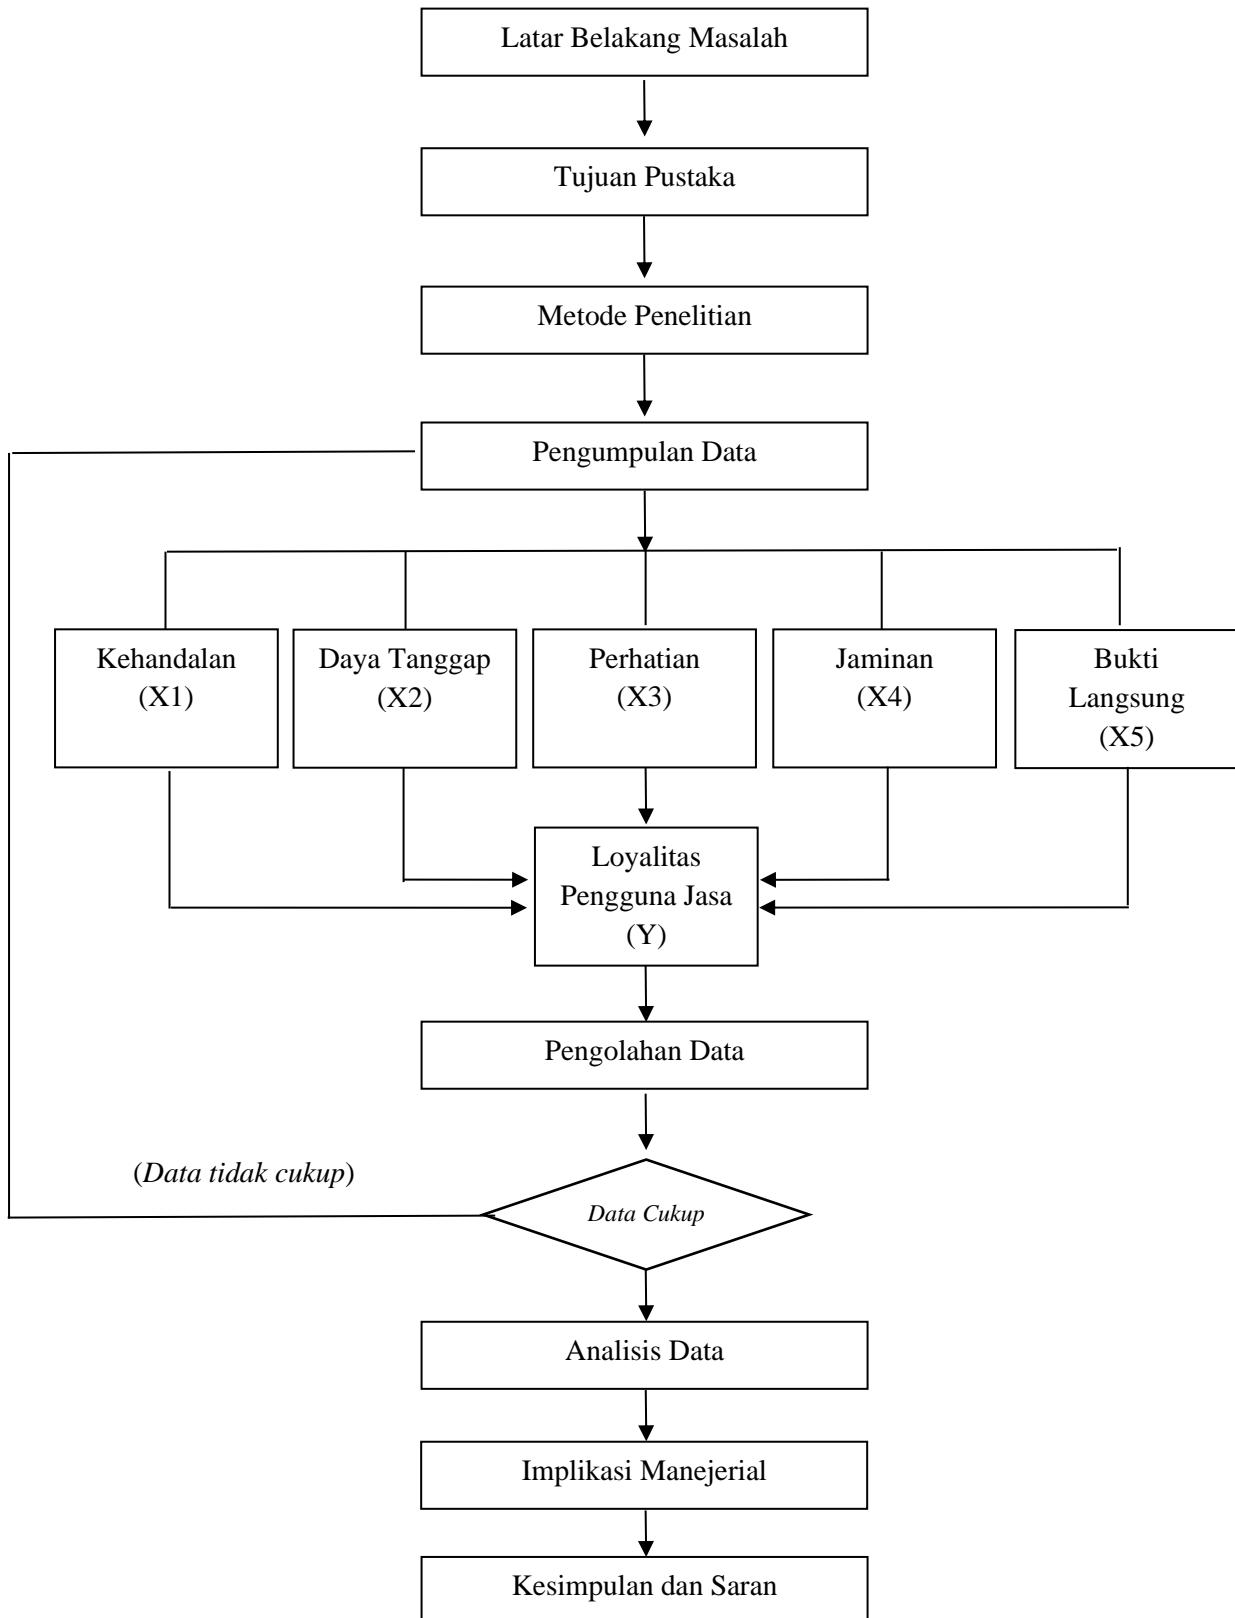 Latar Belakang Masalah
Tujuan Pustaka
Metode Penelitian
Pengumpulan Data
Kehandalan
(X1)
Daya Tanggap
(X2)
Perhatian
(X3)
Jaminan
(X4)
Bukti
Langsung
(X5)
Loyalitas
Pengguna Jasa
(Y)
Pengolahan Data
(Data tidak cukup)
Data Cukup
Analisis Data
Implikasi Manejerial
Kesimpulan dan Saran